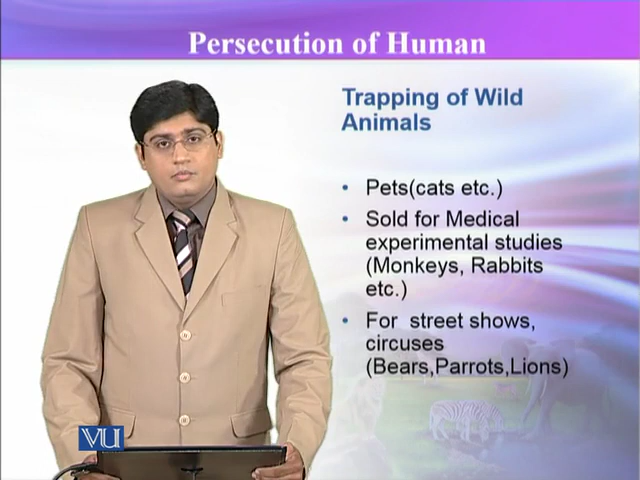 Persecution of Human
Trapping of Wild
Animals
• Pets(cats etc.)
• Sold for Medical
experimental studies
(Monkeys, Rabbits
etc.)
• For street shows,
circuses
(Bears,Parrots,Lions)
VU